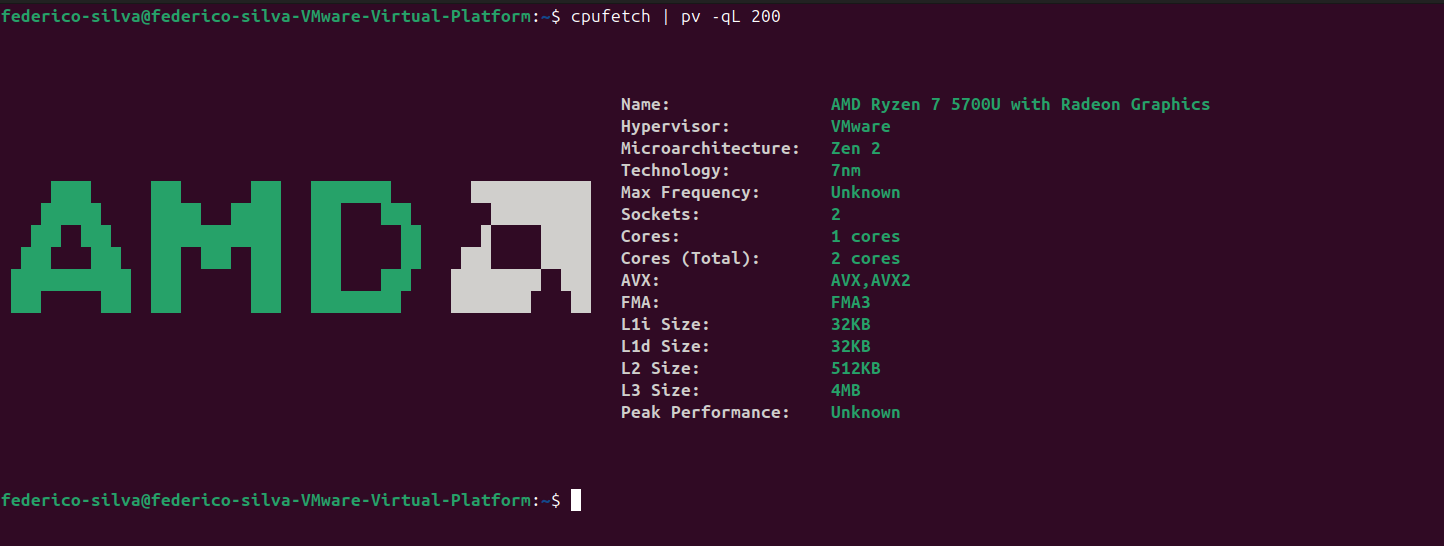 federico-silva@federico-silva-VMware-Virtual-Platform:~$ cpufetch | pv -qL 200
AMD
Name: AMD Ryzen 7 5700U with Radeon Graphics
Hypervisor: VMware
Microarchitecture: Zen 2
Technology: 7nm
Max Frequency: Unknown
Sockets: 2
Cores: 1 cores
Cores (Total): 2 cores
AVX: AVX,AVX2
FMA: FMA3
L1i Size: 32KB
L1d Size: 32KB
L2 Size: 512KB
L3 Size: 4MB
Peak Performance: Unknown
federico-silva@federico-silva-VMware-Virtual-Platform:~$